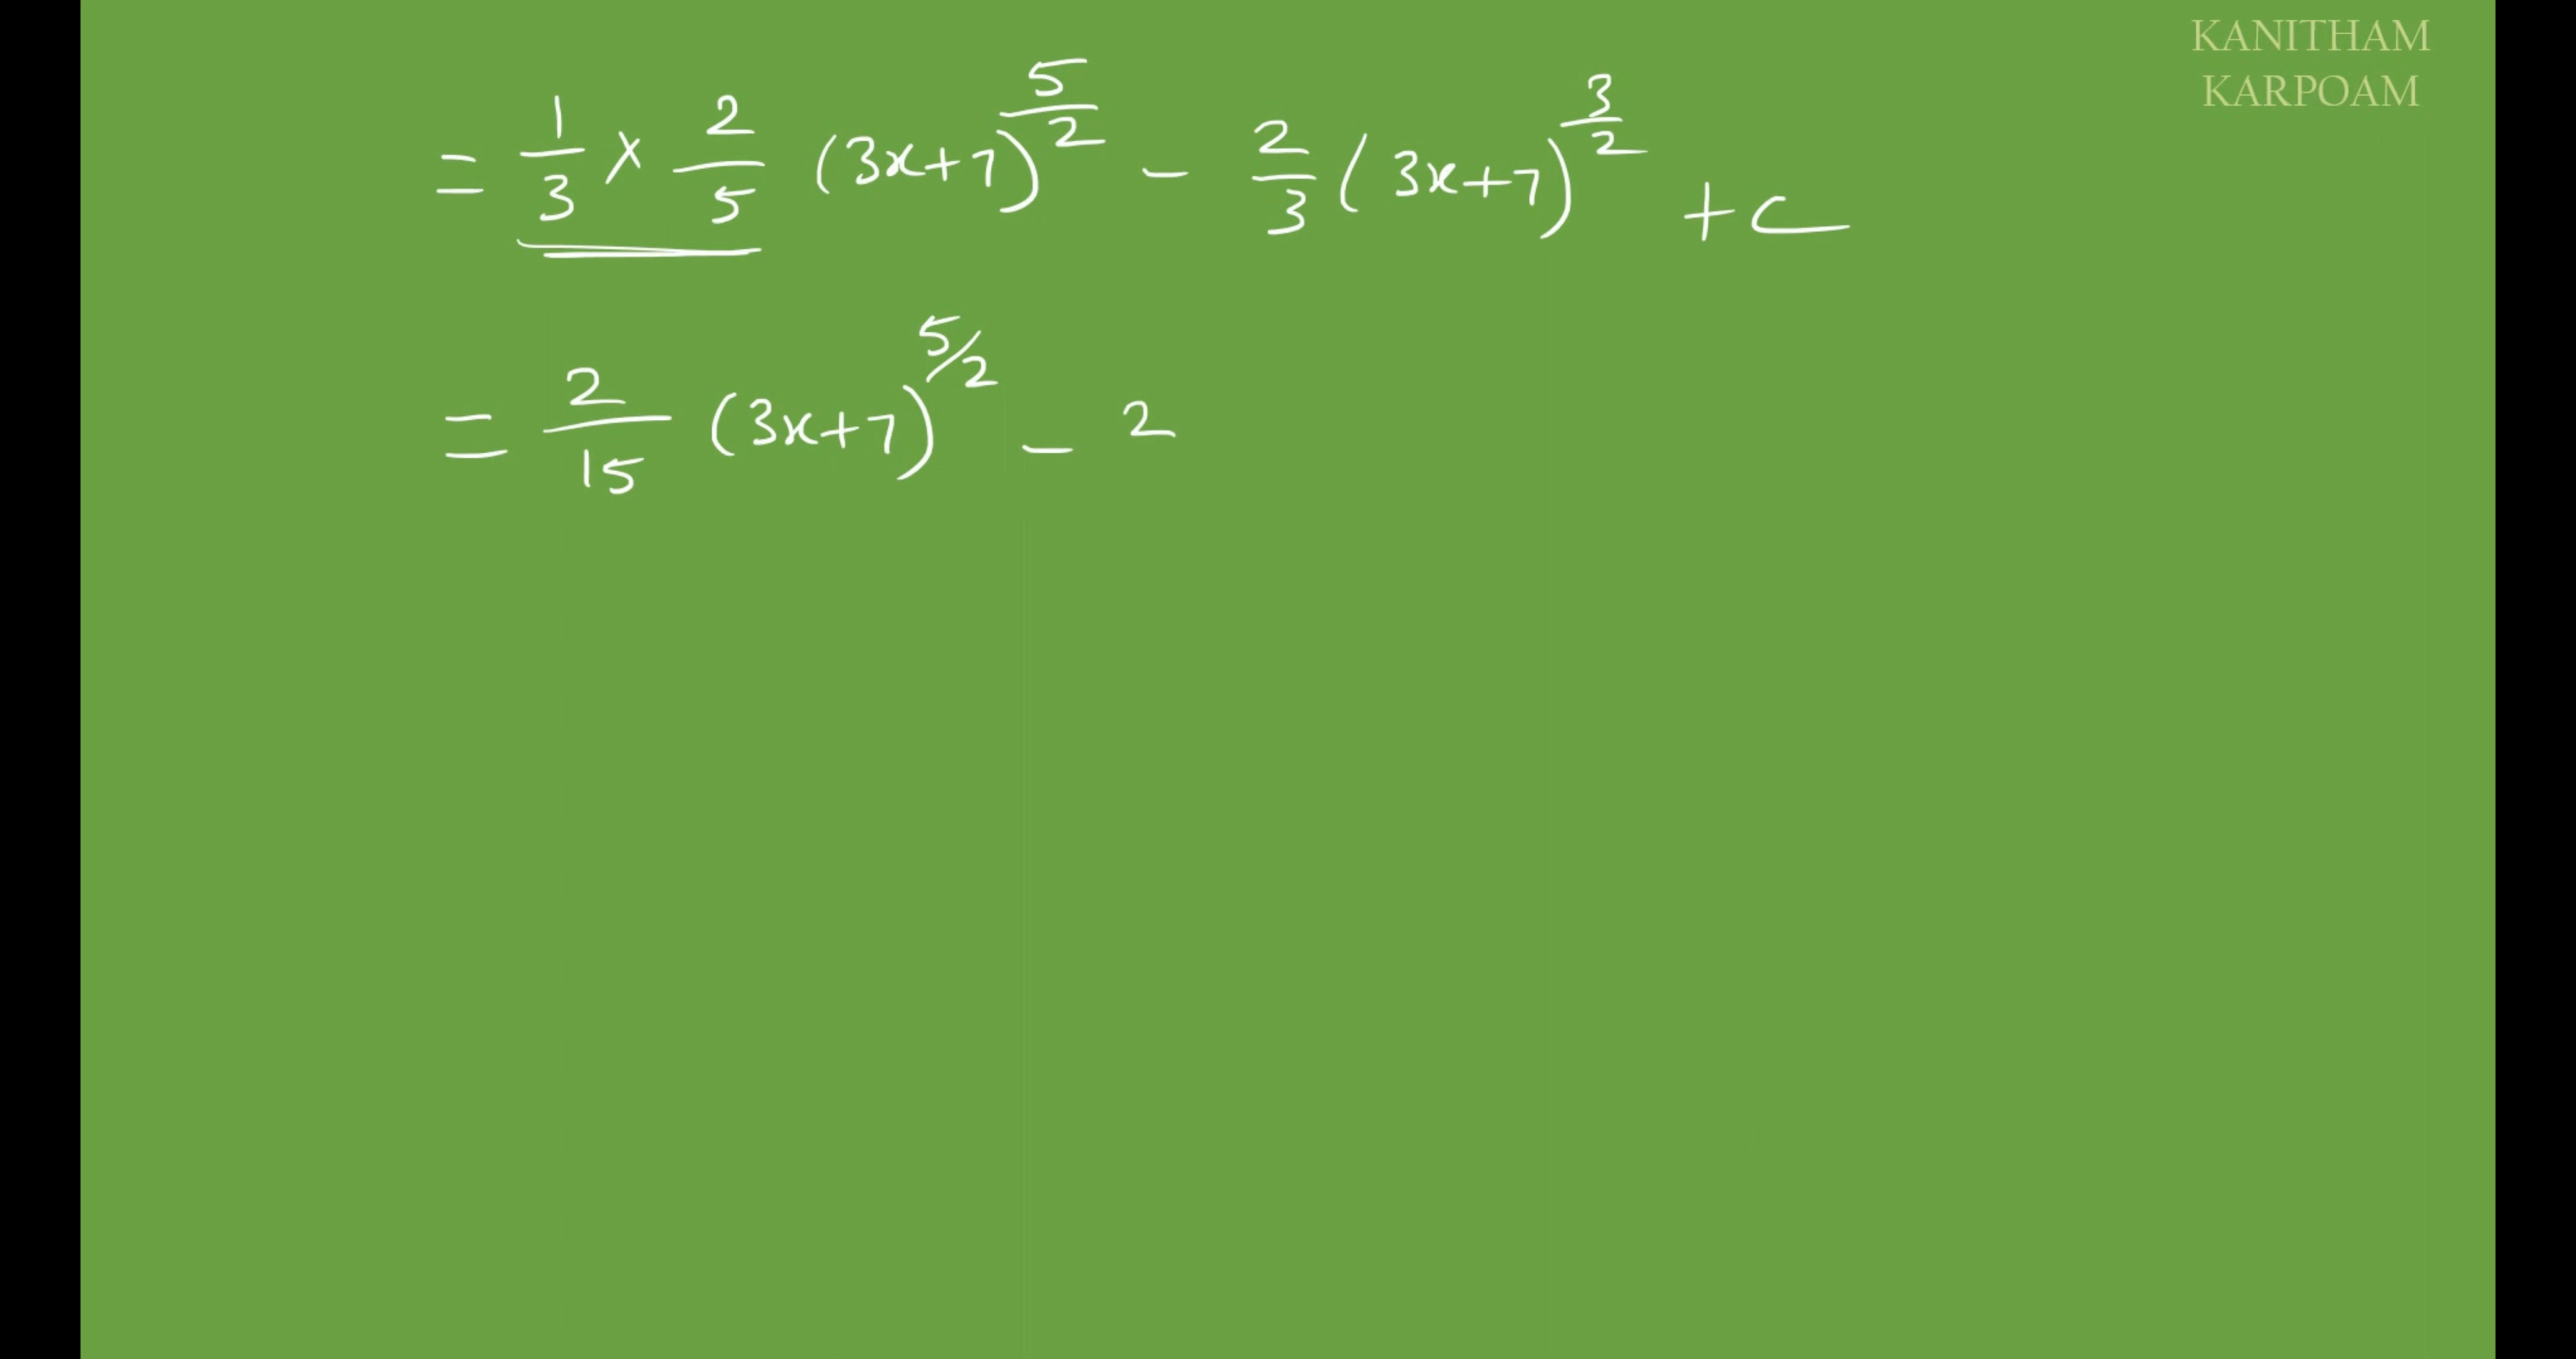 KANITHAM
KARPOAM
= 1/3 × 2/5 (3x+7)^5/2 - 2/3 (3x+7)^3/2 + c
= 2/15 (3x+7)^5/2 - 2